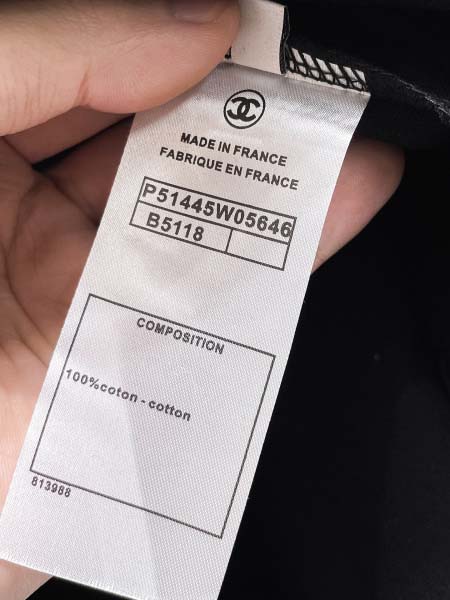 MADE IN FRANCE
FABRIQUE EN FRANCE
P51445W05646
B5118
COMPOSITION
100%coton - cotton
813988